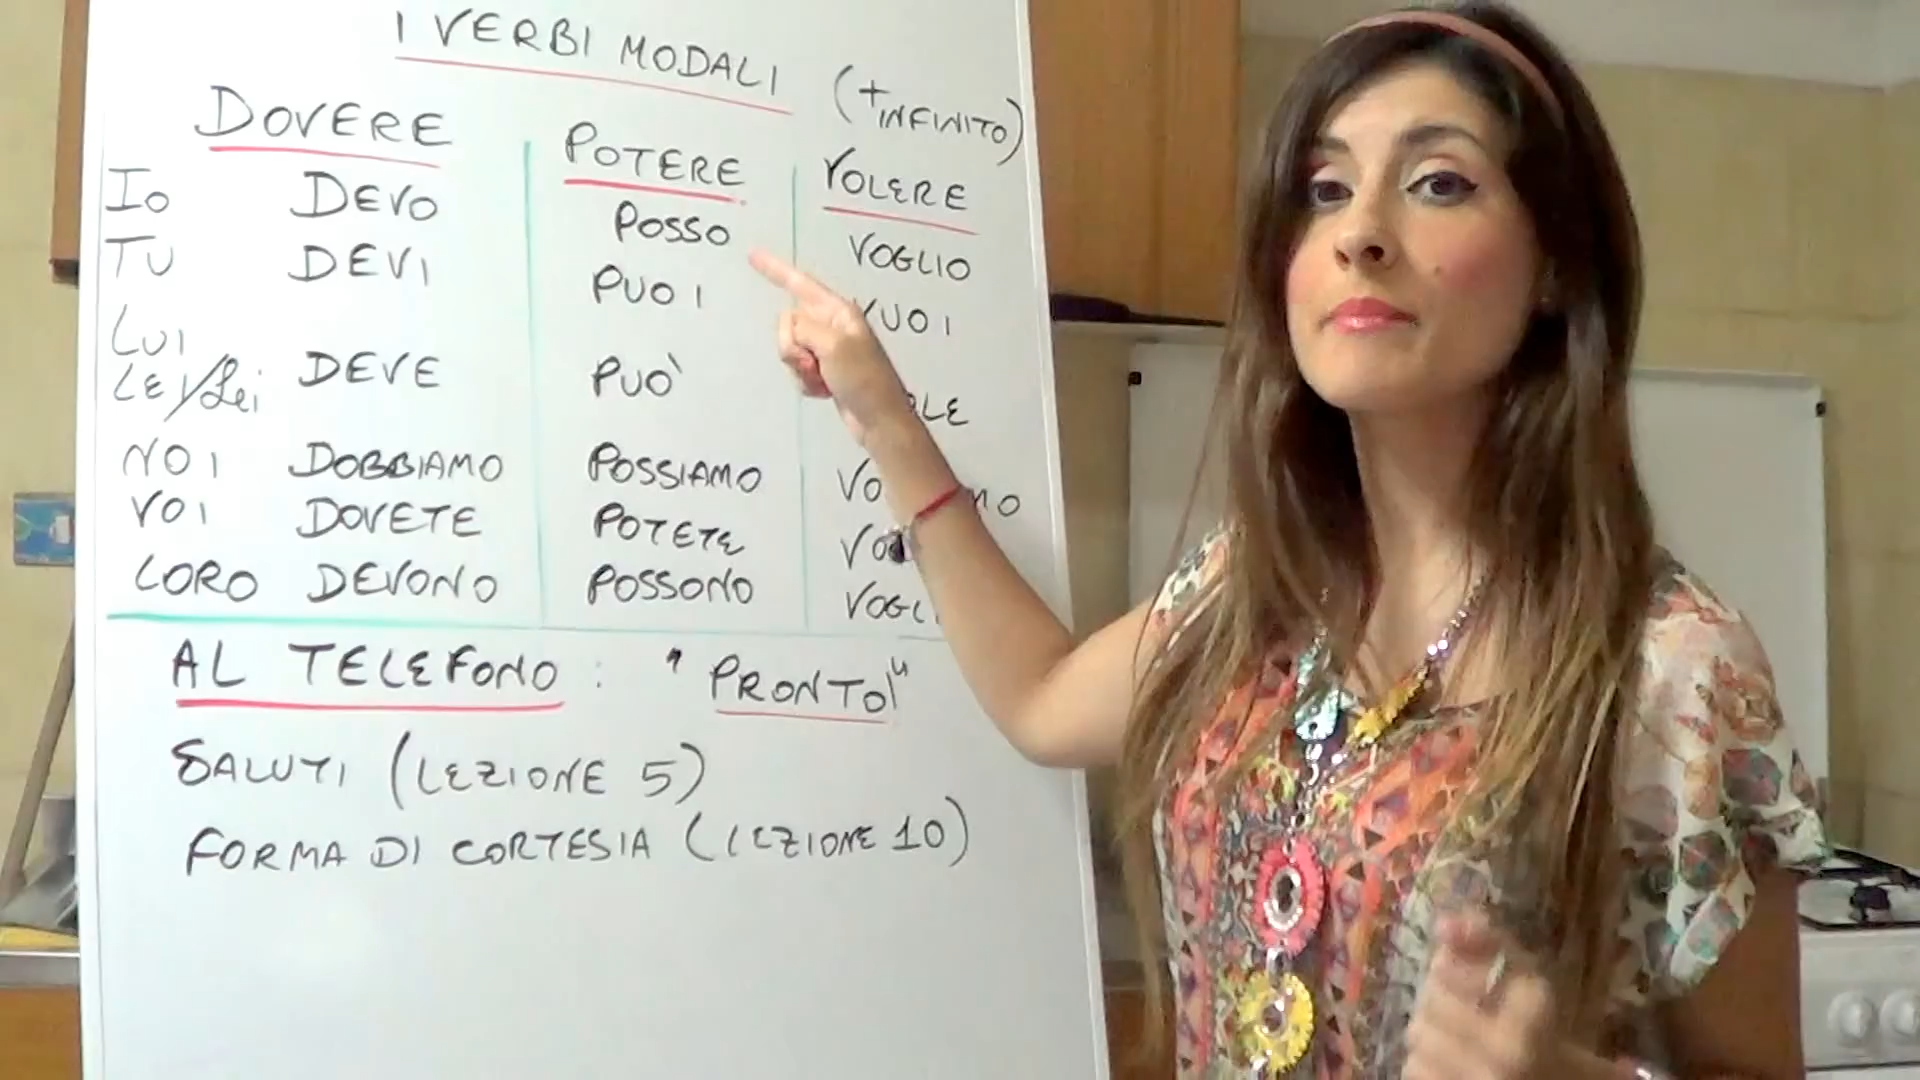 I VERBI MODALI (+ INFINITO)
DOVERE POTERE VOLERE
IO DEVO POSSO VOGLIO
TU DEVI PUOI VUOI
LUI
LEI/Lei DEVE PUÒ
NOI DOBBIAMO POSSIAMO
VOI DOVETE POTETE
LORO DEVONO POSSONO
AL TELEFONO : "PRONTO!"
SALUTI (LEZIONE 5)
FORMA DI CORTESIA (LEZIONE 10)